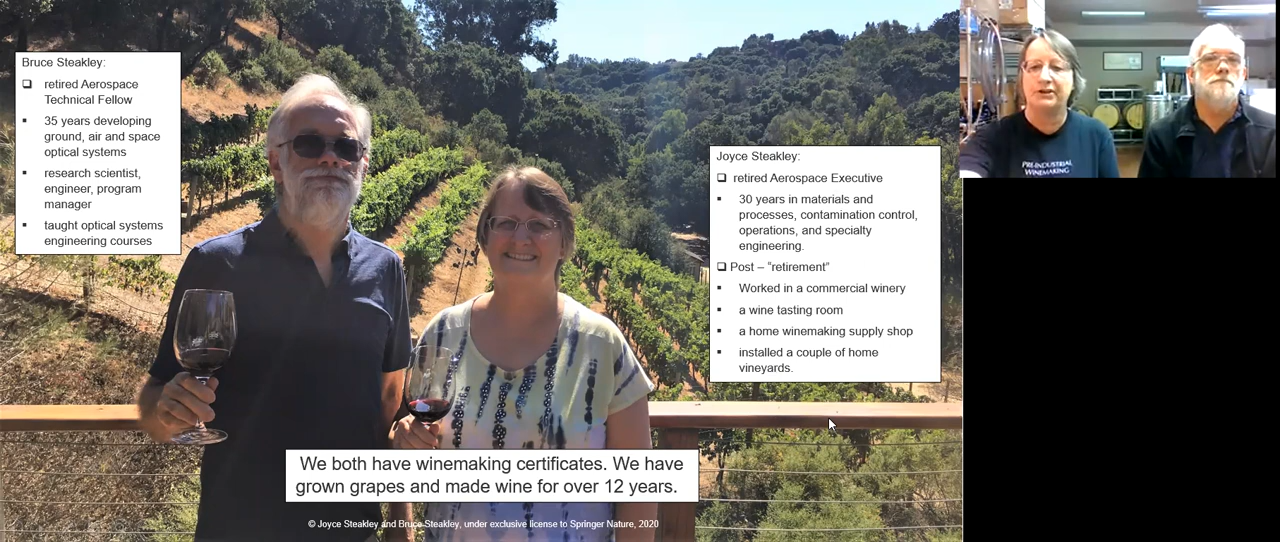 Bruce Steakley:
❑ retired Aerospace
Technical Fellow
▪ 35 years developing
ground, air and space
optical systems
▪ research scientist,
engineer, program
manager
▪ taught optical systems
engineering courses
Joyce Steakley:
❑ retired Aerospace Executive
▪ 30 years in materials and
processes, contamination control,
operations, and specialty
engineering.
❑ Post – "retirement"
▪ Worked in a commercial winery
▪ a wine tasting room
▪ a home winemaking supply shop
▪ installed a couple of home
vineyards.
PRE-INDUSTRIAL
WINEMAKING
We both have winemaking certificates. We have
grown grapes and made wine for over 12 years.
© Joyce Steakley and Bruce Steakley, under exclusive license to Springer Nature, 2020